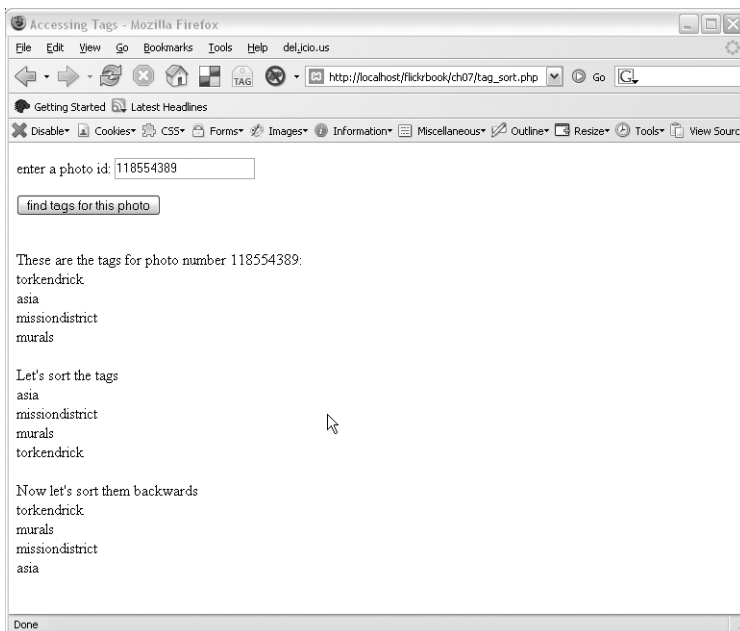 Accessing Tags - Mozilla Firefox
File Edit View Go Bookmarks Tools Help del.icio.us
TAG http://localhost/flickrbook/ch07/tag_sort.php Go G
Getting Started Latest Headlines
Disable Cookies CSS Forms Images Information Miscellaneous Outline Resize Tools View Sourc
enter a photo id: 118554389
find tags for this photo
These are the tags for photo number 118554389:
torkendrick
asia
missiondistrict
murals
Let's sort the tags
asia
missiondistrict
murals
torkendrick
Now let's sort them backwards
torkendrick
murals
missiondistrict
asia
Done